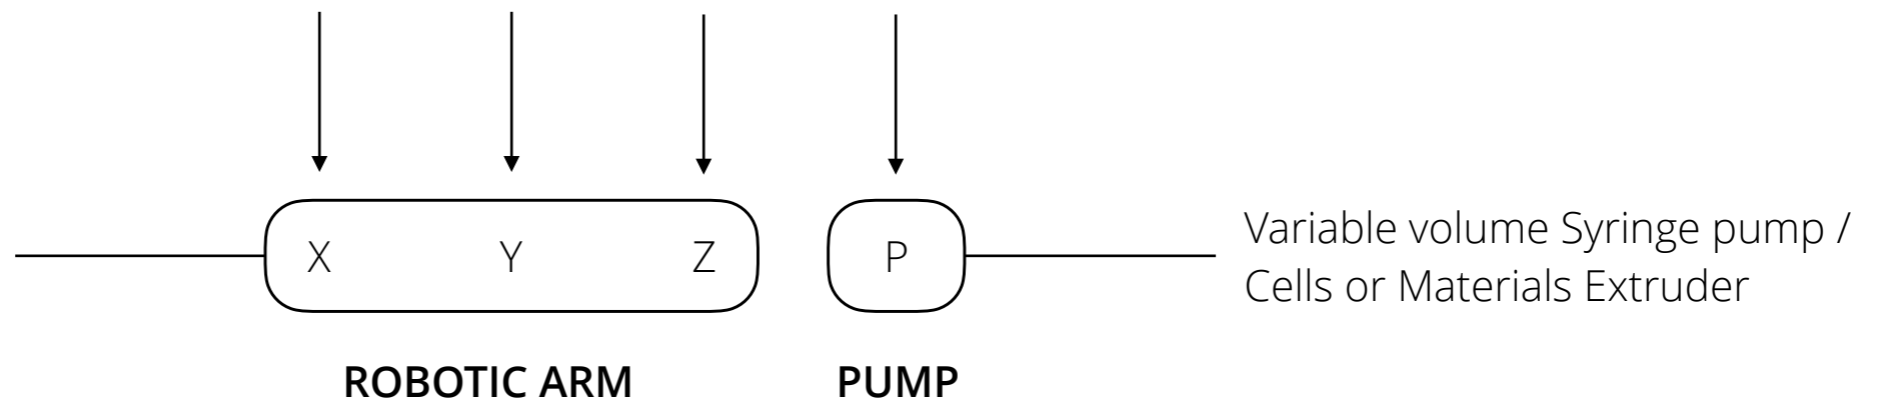 X Y Z P
Variable volume Syringe pump /
Cells or Materials Extruder
ROBOTIC ARM PUMP